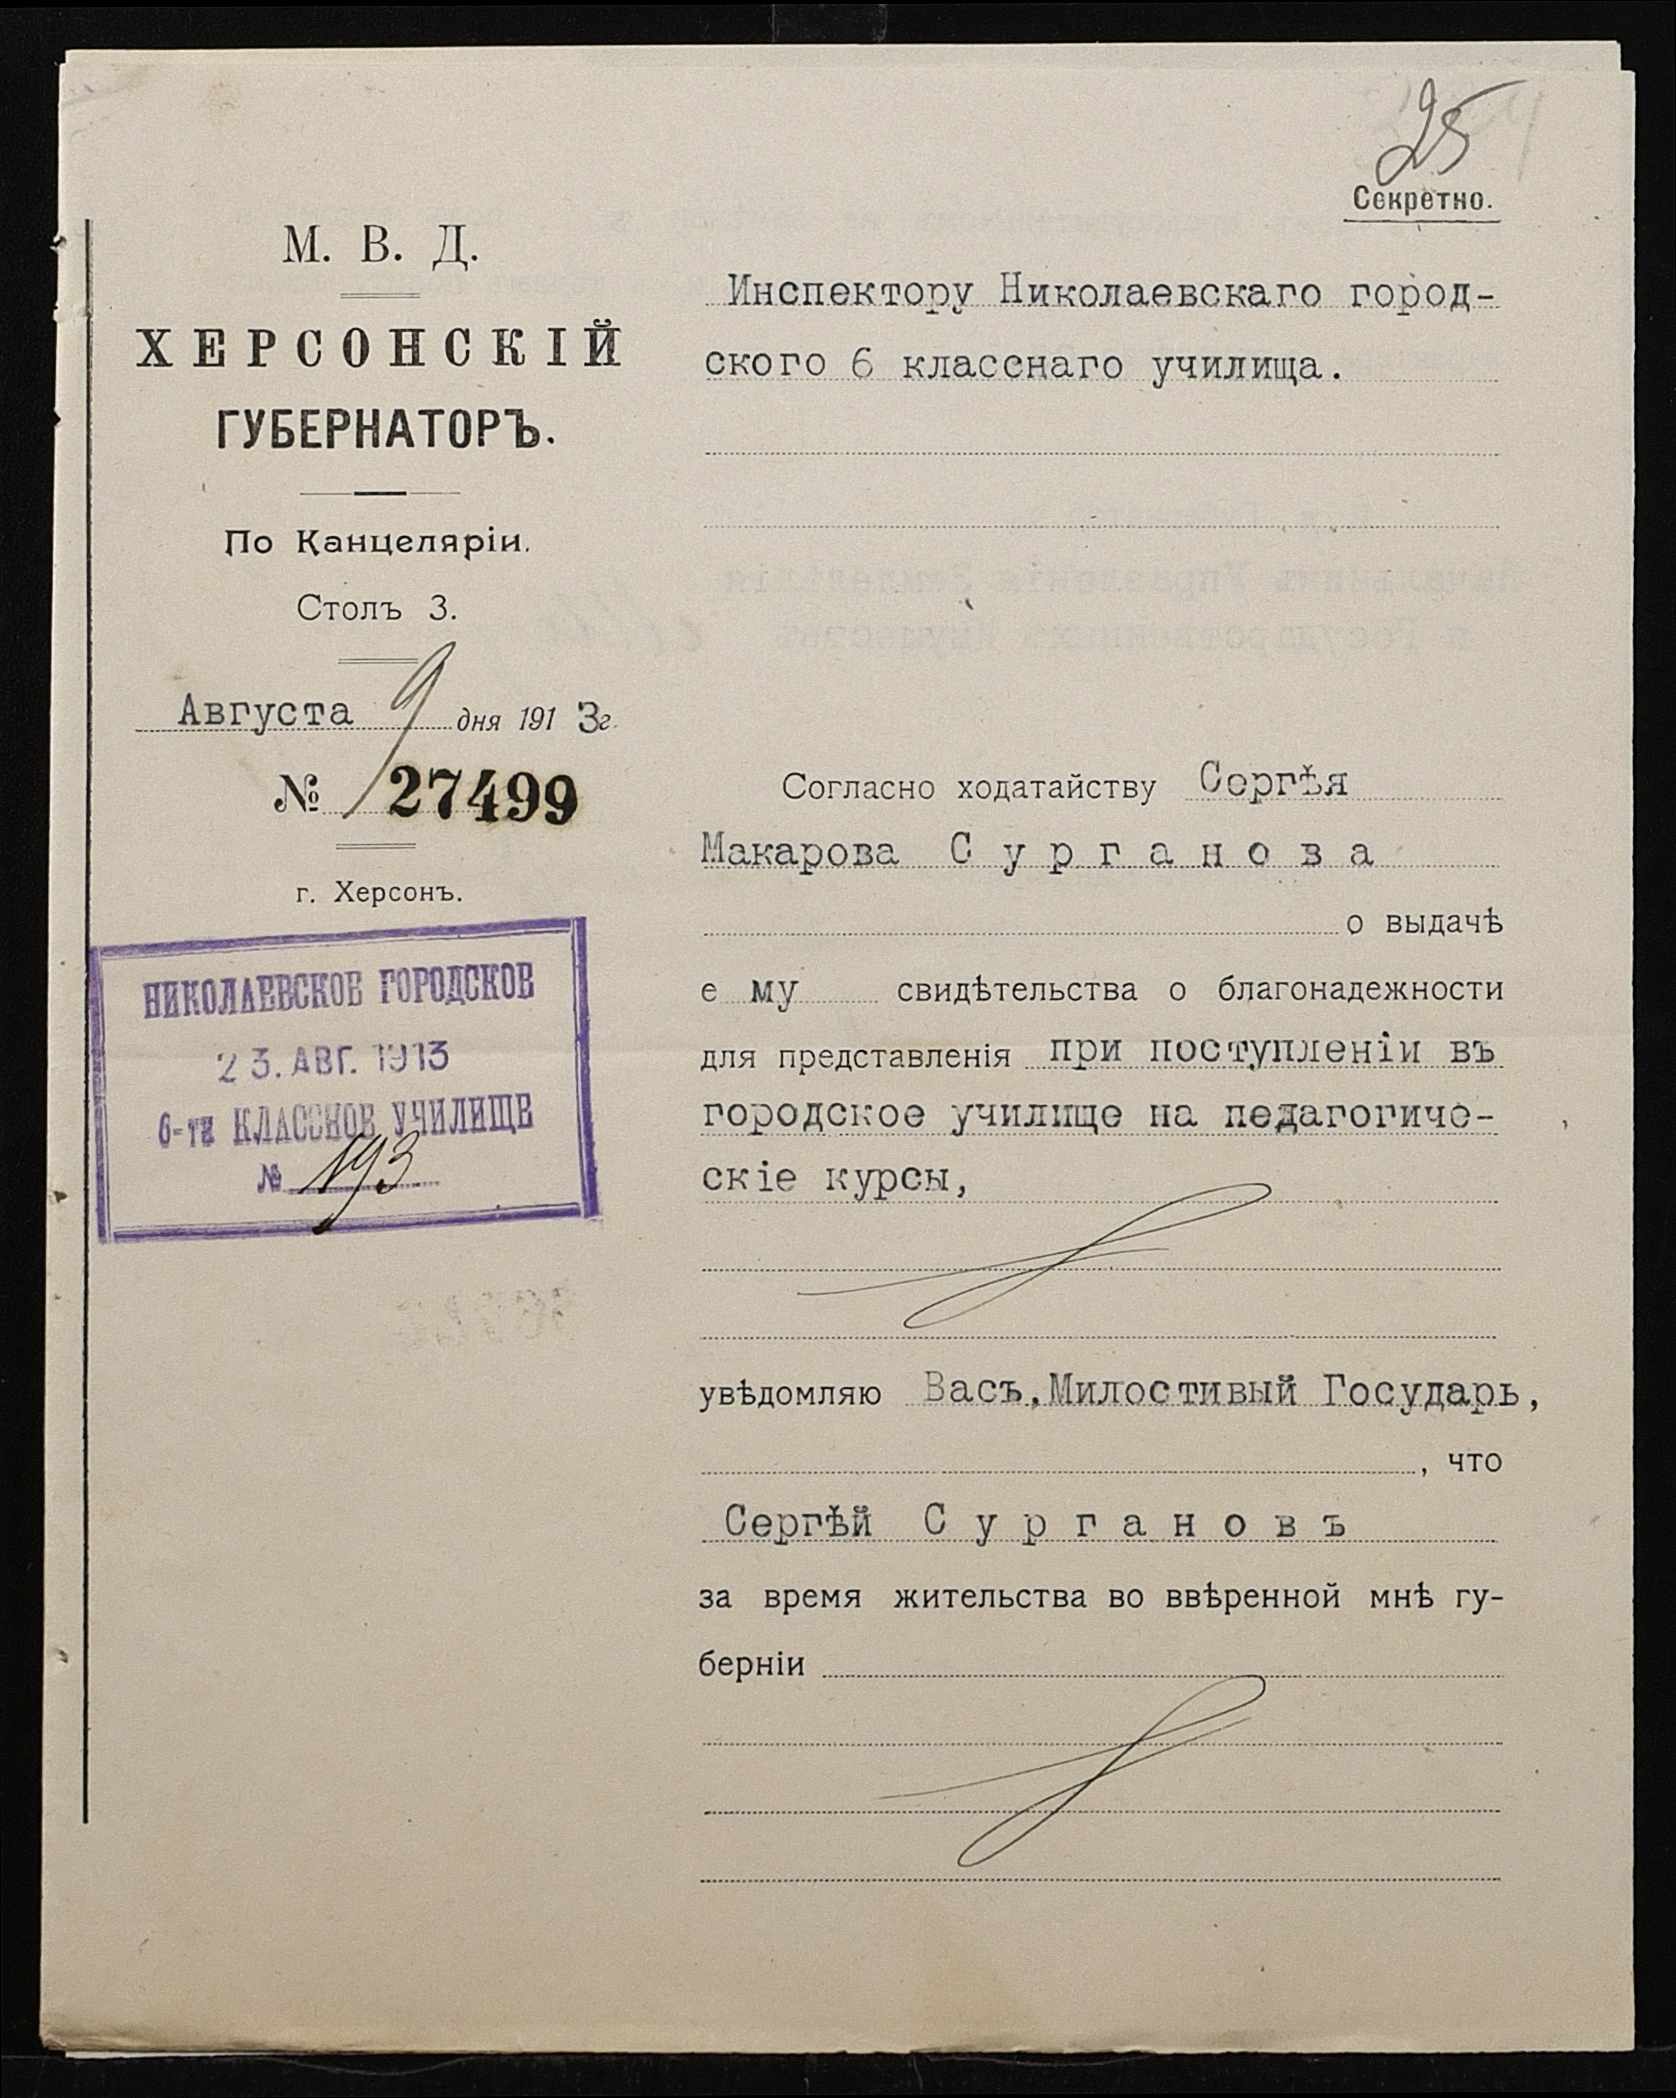 25
Секретно.
М. В. Д.
ХЕРСОНСКІЙ
ГУБЕРНАТОРЪ.
По Канцеляріи.
Столъ 3.
Августа 9 дня 1913г.
№ 27499
г. Херсонъ.
НИКОЛАЕВСКОЕ ГОРОДСКОЕ
23. АВГ. 1913
6-ти КЛАССНОЕ УЧИЛИЩЕ
№ 193
Инспектору Николаевскаго город-
ского 6 класснаго училища.
Согласно ходатайству Сергѣя
Макарова Сурганова
о выдачѣ
ему свидѣтельства о благонадежности
для представленія при поступленіи въ
городское училище на педагогиче-
скіе курсы,
увѣдомляю Васъ, Милостивый Государь,
, что
Сергѣй Сургановъ
за время жительства во ввѣренной мнѣ гу-
берніи